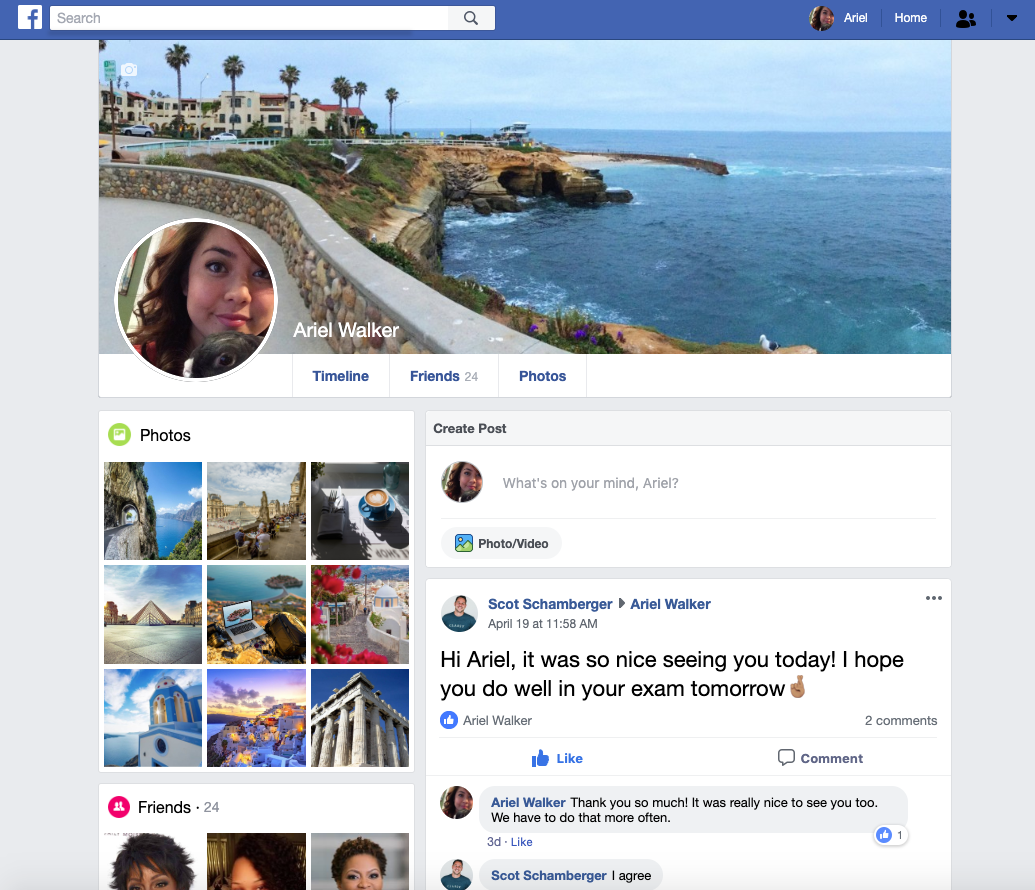 f
Search
Ariel
Home
Ariel Walker
Timeline
Friends 24
Photos
Photos
Create Post
What's on your mind, Ariel?
Photo/Video
Scot Schamberger Ariel Walker
April 19 at 11:58 AM
Hi Ariel, it was so nice seeing you today! I hope
you do well in your exam tomorrow🤞🏽
Ariel Walker
2 comments
Like
Comment
Ariel Walker Thank you so much! It was really nice to see you too.
We have to do that more often.
1
3d · Like
Scot Schamberger I agree
Friends · 24